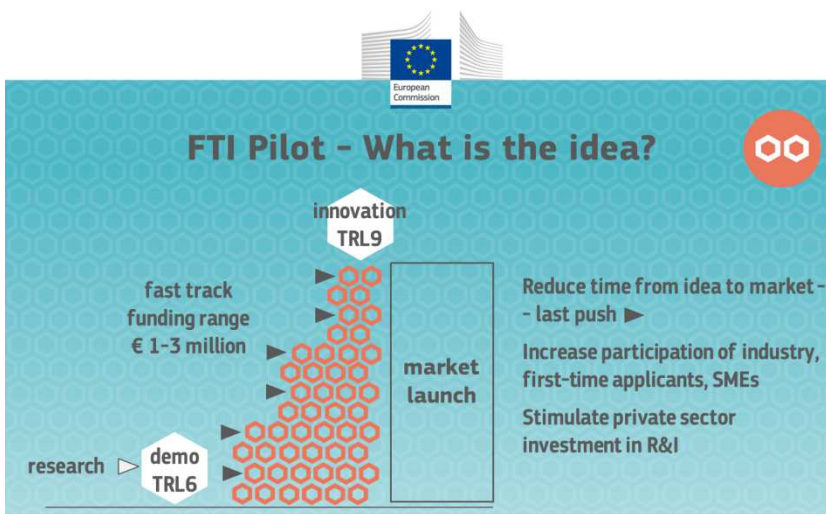 European
Commission
FTI Pilot - What is the idea?
innovation
TRL9
fast track
funding range
€ 1-3 million
research
demo
TRL6
market
launch
Reduce time from idea to market -
- last push
Increase participation of industry,
first-time applicants, SMEs
Stimulate private sector
investment in R&I